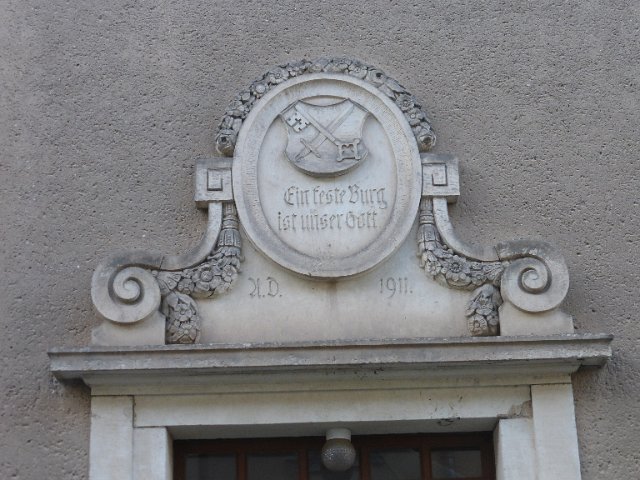 Ein feste Burg
ist unser Gott
A.D. 1911.